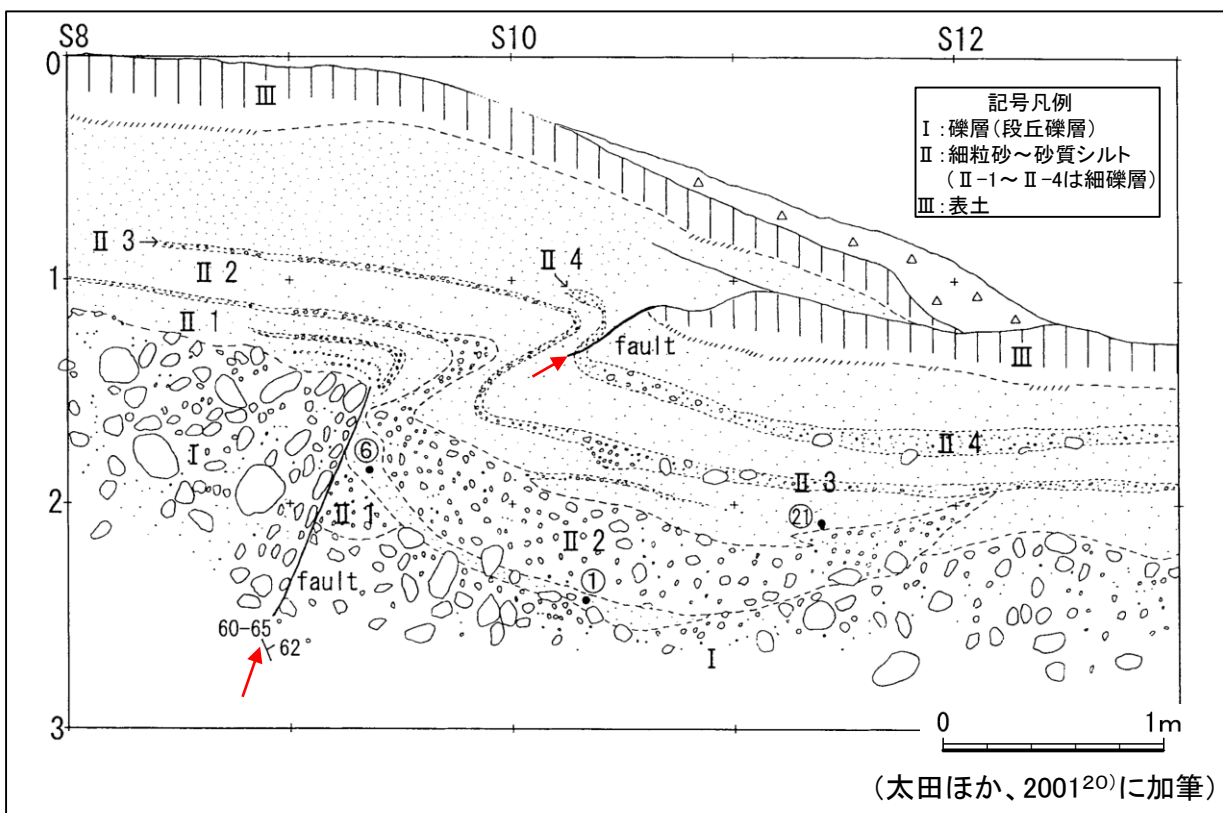 S8
S10
S12
0
Ⅲ
記号凡例
Ⅰ:礫層(段丘礫層)
Ⅱ:細粒砂~砂質シルト
(Ⅱ-1~Ⅱ-4は細礫層)
Ⅲ:表土
Ⅱ 3→
Ⅱ 2
Ⅱ 4
1
Ⅱ 1
fault
Ⅲ
Ⅰ
⑥
Ⅱ 4
Ⅱ 3
2
Ⅱ 1
㉑
Ⅱ 2
fault
①
60-65
62
Ⅰ
3
0 1m
(太田ほか、200120)に加筆)